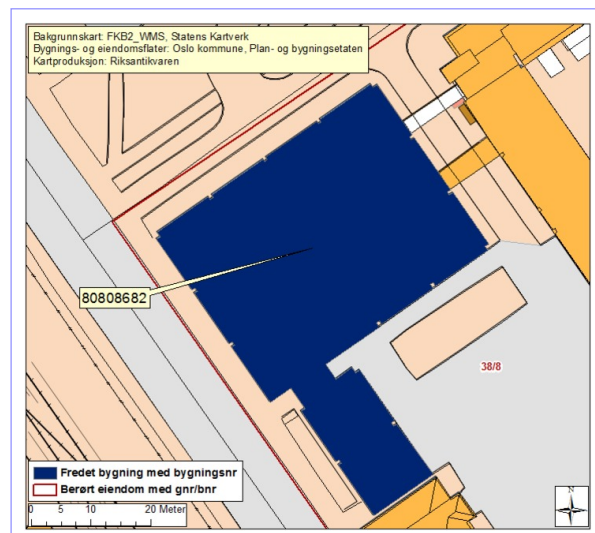 Bakgrunnskart: FKB2_WMS, Statens Kartverk
Bygnings- og eiendomsflater: Oslo kommune, Plan- og bygningsetaten
Kartproduksjon: Riksantikvaren
80808682
38/8
Fredet bygning med bygningsnr
Berørt eiendom med gnr/bnr
0 5 10 20 Meter
N